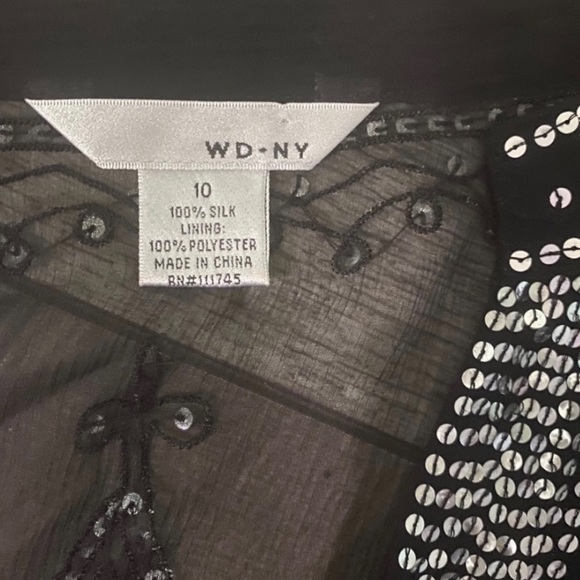 WD-NY
10
100% SILK
LINING:
100% POLYESTER
MADE IN CHINA
RN#111745